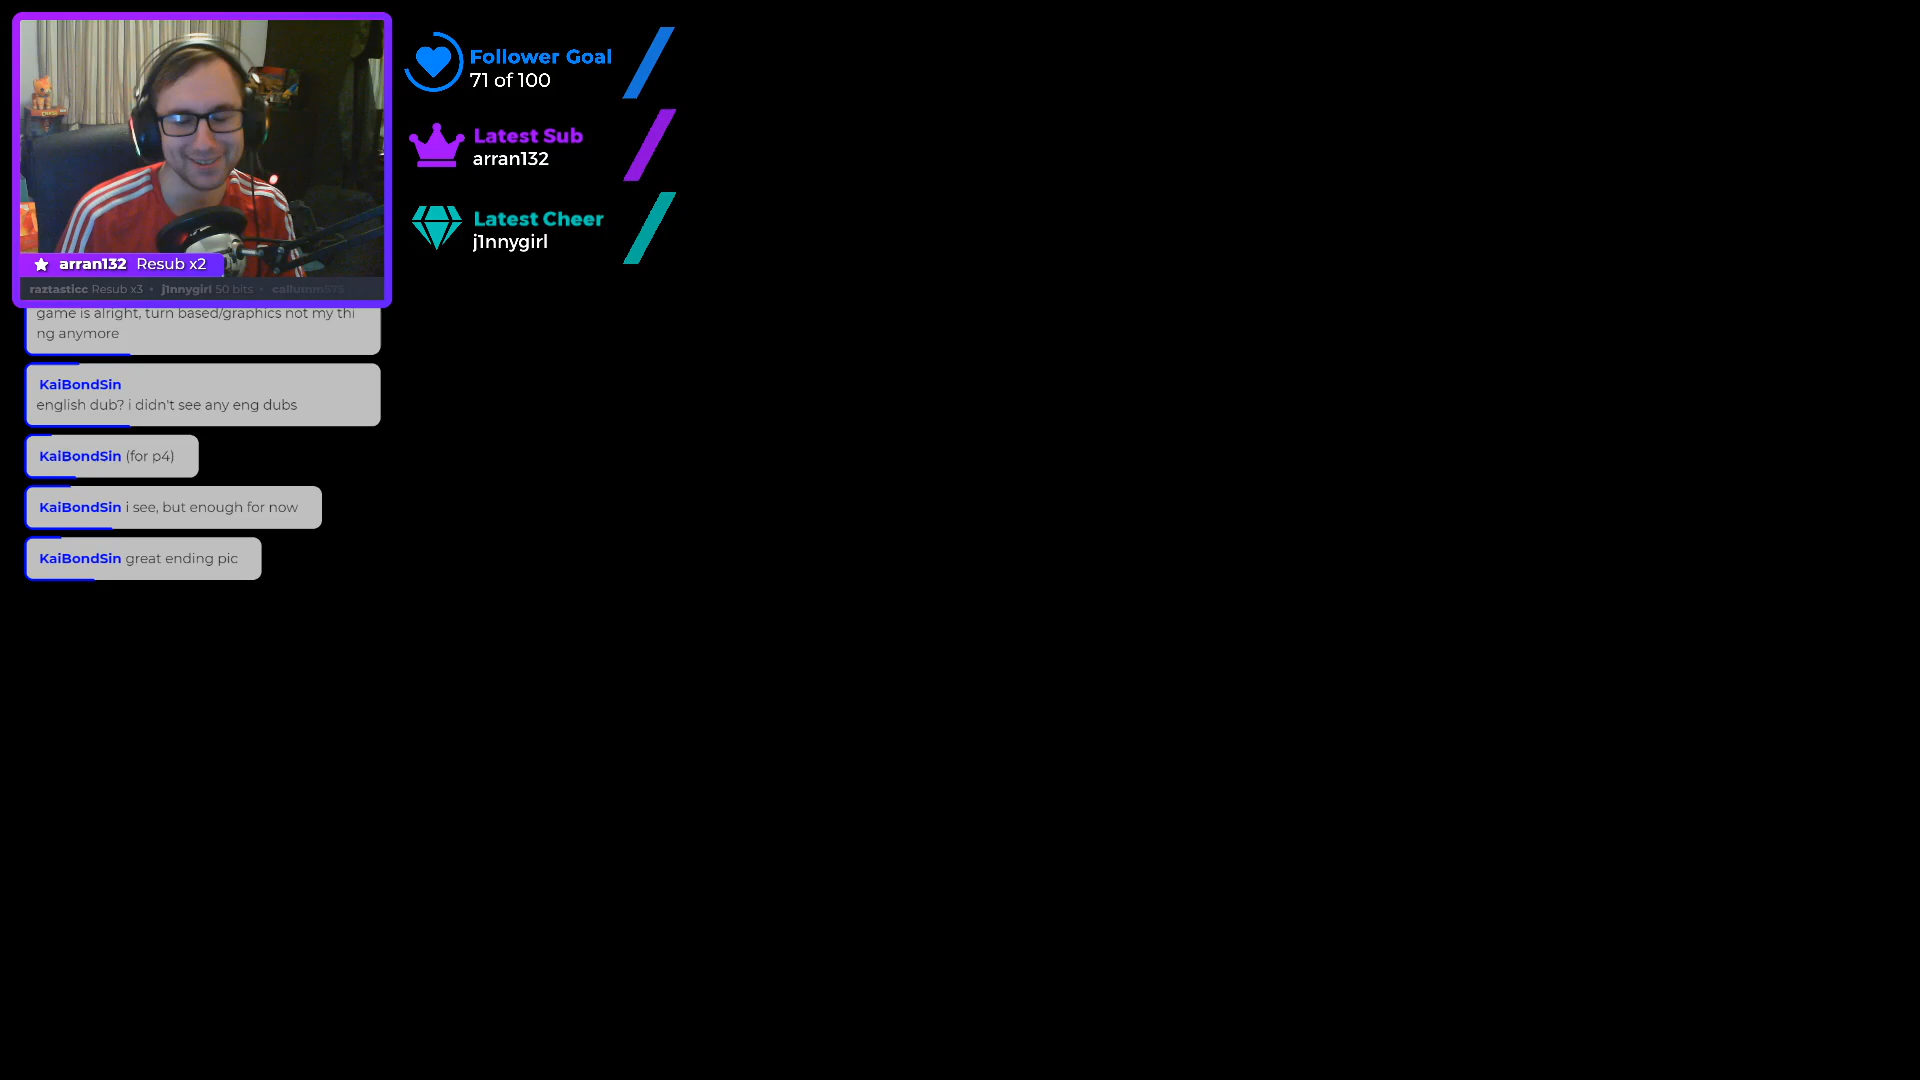 Follower Goal
71 of 100
Latest Sub
arran132
Latest Cheer
j1nnygirl
arran132 Resub x2
raztasticc Resub x3 • j1nnygirl 50 bits •
game is alright, turn based/graphics not my thi
ng anymore
KaiBondSin
english dub? i didn't see any eng dubs
KaiBondSin (for p4)
KaiBondSin i see, but enough for now
KaiBondSin great ending pic